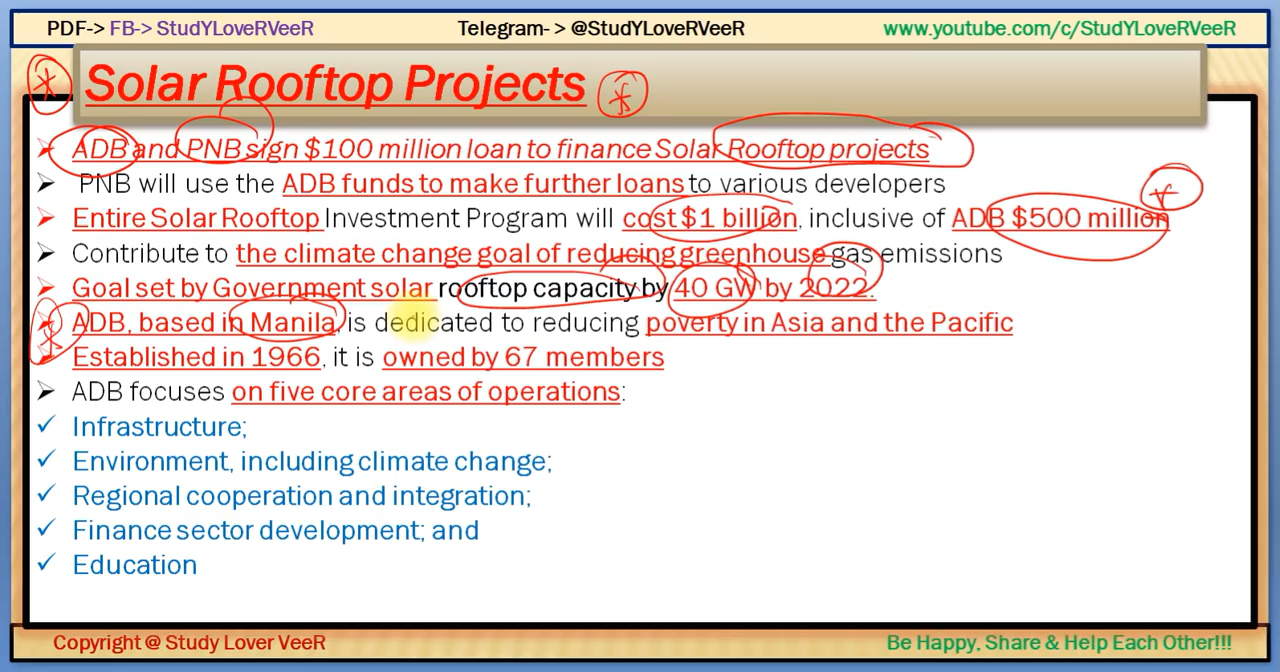 PDF-> FB-> StudYLoverVeeR Telegram- > @StudYLoveRVeeR www.youtube.com/c/StudYLoveRVeeR
Solar Rooftop Projects
➢ ADB and PNB sign $100 million loan to finance Solar Rooftop projects
➢ PNB will use the ADB funds to make further loans to various developers
➢ Entire Solar Rooftop Investment Program will cost $1 billion, inclusive of ADB $500 million
➢ Contribute to the climate change goal of reducing greenhouse gas emissions
➢ Goal set by Government solar rooftop capacity by 40 GW by 2022.
➢ ADB, based in Manila, is dedicated to reducing poverty in Asia and the Pacific
➢ Established in 1966, it is owned by 67 members
➢ ADB focuses on five core areas of operations:
✓ Infrastructure;
✓ Environment, including climate change;
✓ Regional cooperation and integration;
✓ Finance sector development; and
✓ Education
Copyright @ Study Lover VeeR Be Happy, Share & Help Each Other!!!